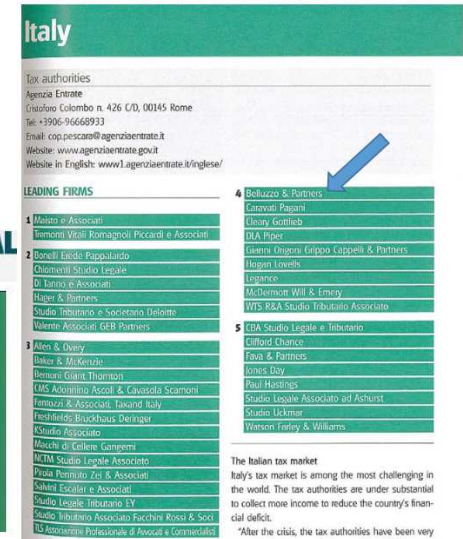 Italy
Tax authorities
Agenzia Entrate
Cristoforo Colombo n. 426 C/D, 00145 Rome
Tel: +3906-96668933
Email: cop.pescara@agenziaentrate.it
Website: www.agenziaentrate.gov.it
Website in English: www1.agenziaentrate.it/inglese/
LEADING FIRMS
1 Maisto e Associati
Tremonti Vitali Romagnoli Piccardi e Associati
2 Bonelli Erede Pappalardo
Chiomenti Studio Legale
Di Tanno e Associati
Hager & Partners
Studio Tributario e Societario Deloitte
Valente Associati GEB Partners
3 Allen & Overy
Baker & McKenzie
Bernoni Grant Thornton
CMS Adonnino Ascoli & Cavasola Scamoni
Fantozzi & Associati, Taxand Italy
Freshfields Bruckhaus Deringer
KStudio Associato
Macchi di Cellere Gangemi
NCTM Studio Legale Associato
Pirola Pennuto Zei & Associati
Salvini Escalar e Associati
Studio Legale Tributario EY
Studio Tributario Associato Facchini Rossi & Soci
TLS Associazione Professionale di Avvocati e Commercialisti
4 Belluzzo & Partners
Caravati Pagani
Cleary Gottlieb
DLA Piper
Gianni Origoni Grippo Cappelli & Partners
Hogan Lovells
Legance
McDermott Will & Emery
WTS R&A Studio Tributario Associato
5 CBA Studio Legale e Tributario
Clifford Chance
Fava & Partners
Jones Day
Paul Hastings
Studio Legale Associato ad Ashurst
Studio Uckmar
Watson Farley & Williams
The Italian tax market
Italy's tax market is among the most challenging in
the world. The tax authorities are under substantial
to collect more income to reduce the country's finan-
cial deficit.
"After the crisis, the tax authorities have been very